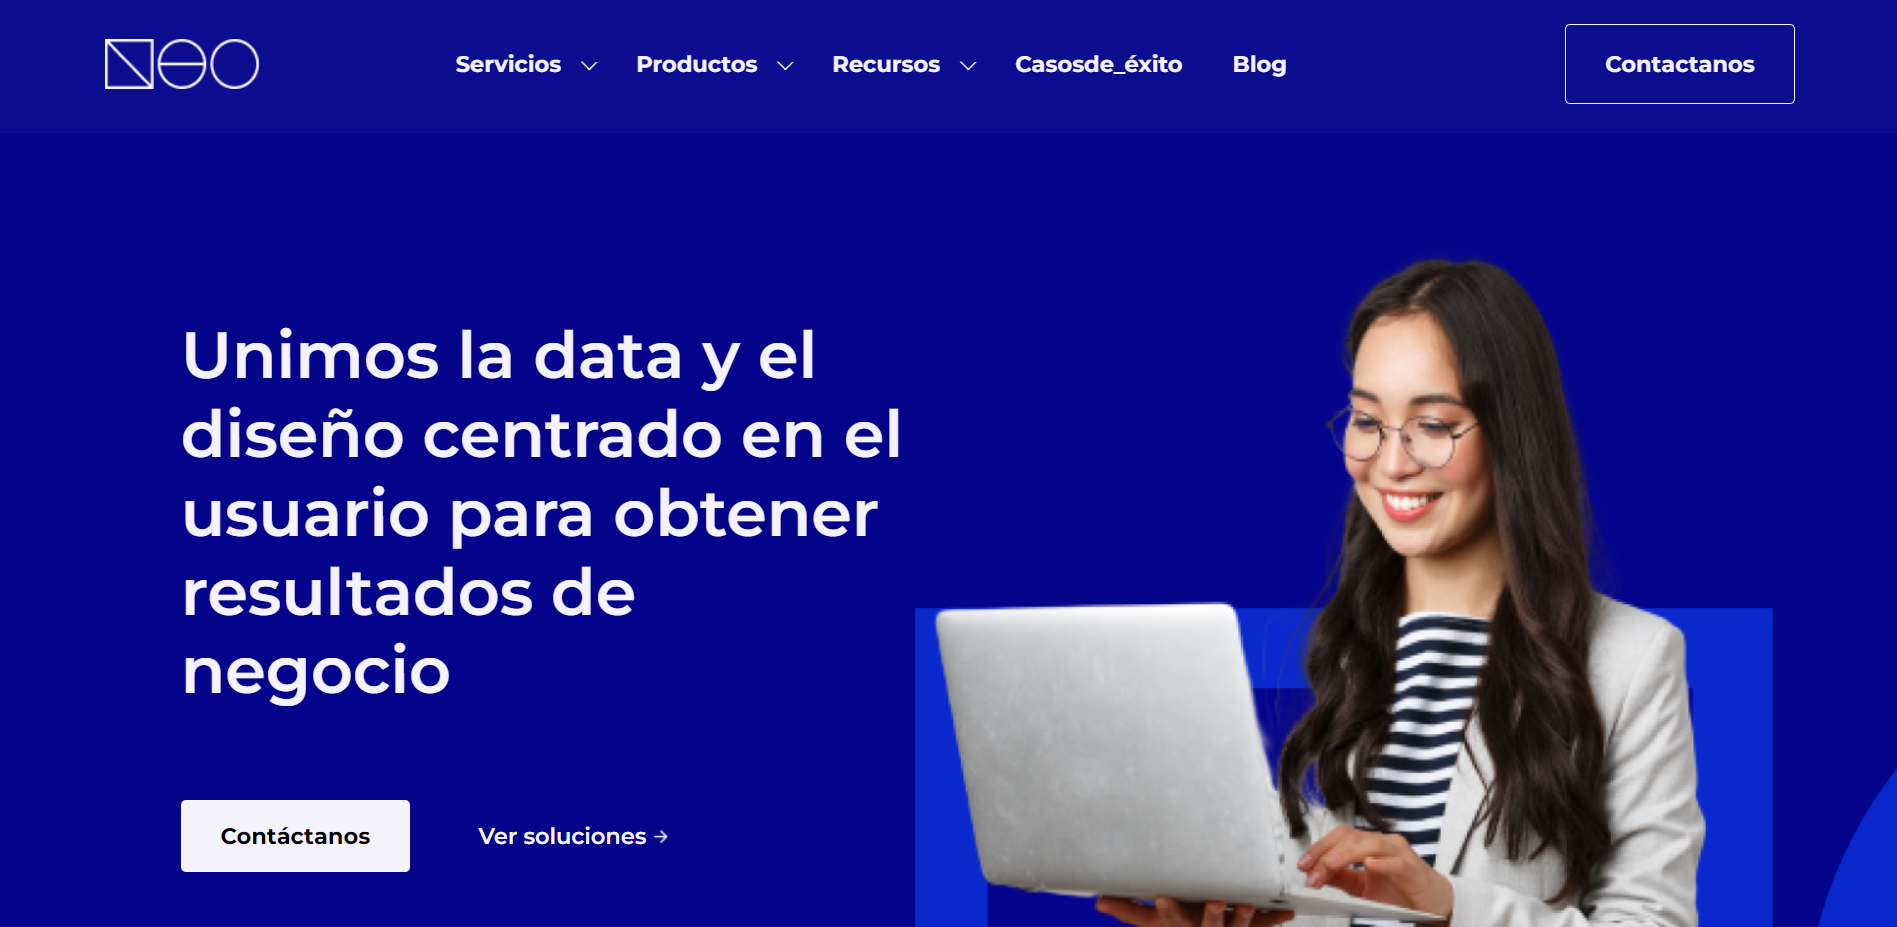 NEO
Servicios
Productos
Recursos
Casosde_éxito
Blog
Contactanos
Unimos la data y el
diseño centrado en el
usuario para obtener
resultados de
negocio
Contáctanos
Ver soluciones →